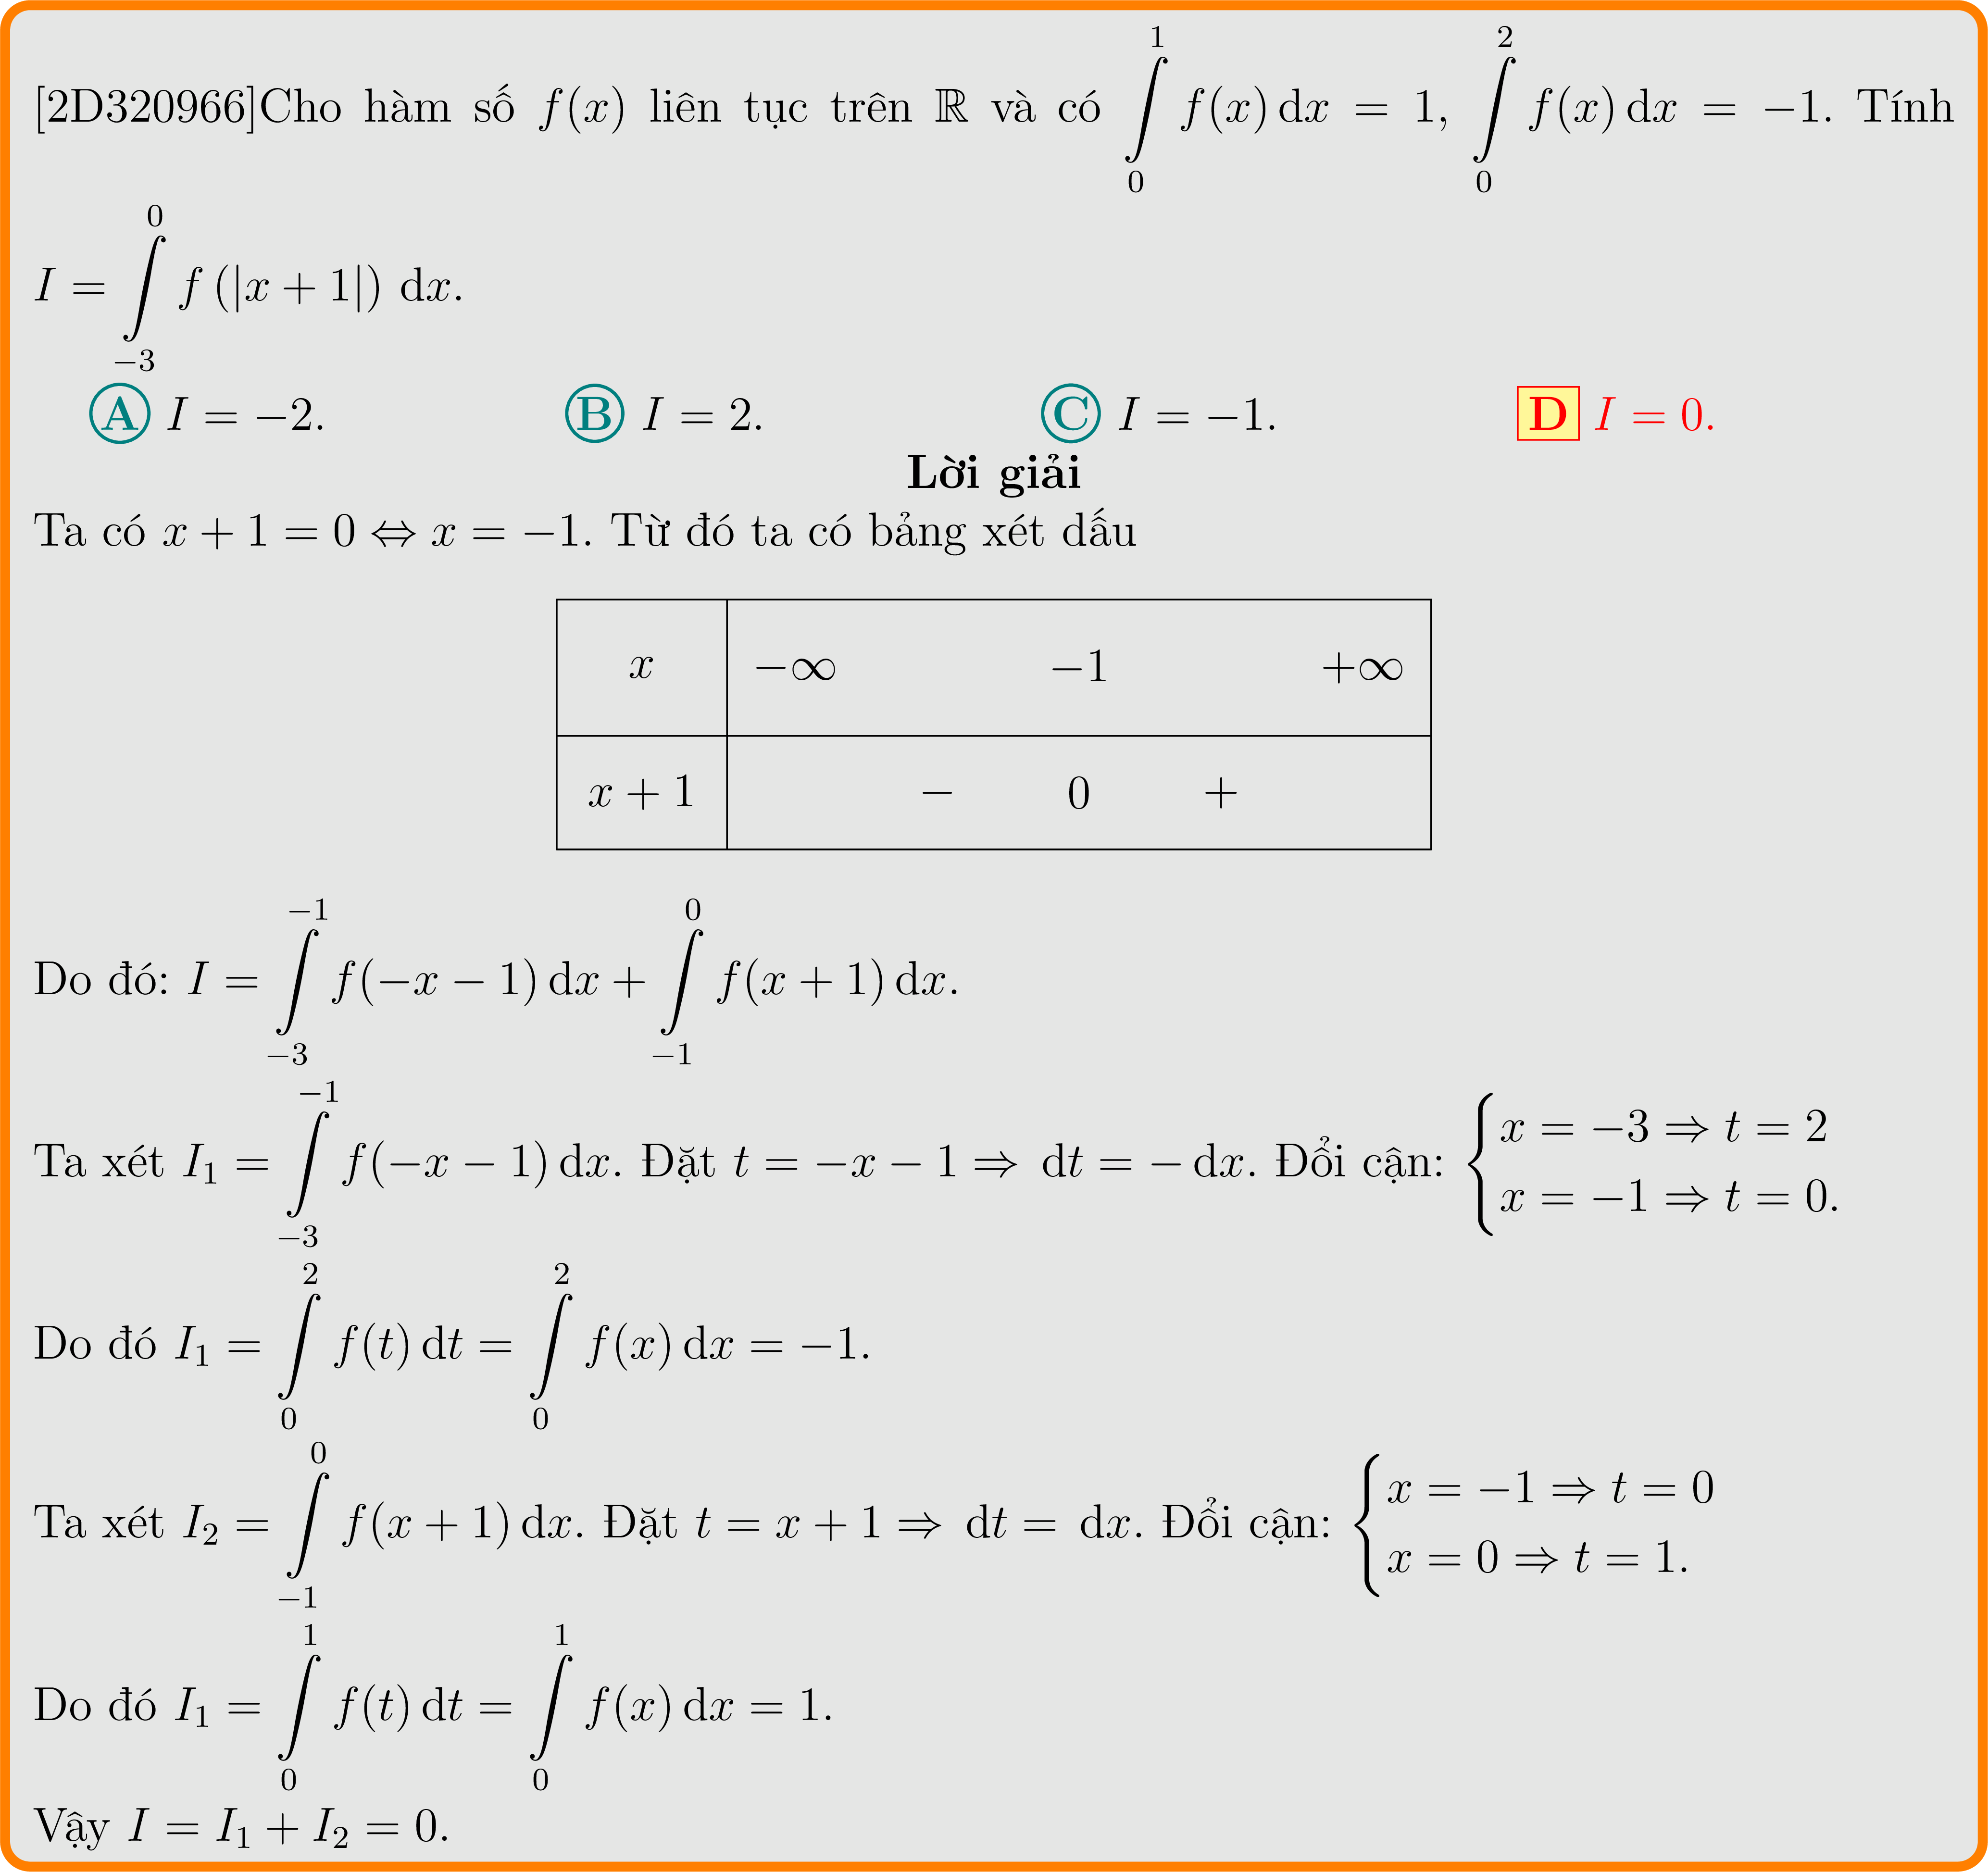 [2D320966]Cho hàm số $f(x)$ liên tục trên $\mathbb{R}$ và có $\int\limits_0^1 f(x)\,\mathrm{d}x = 1$, $\int\limits_0^2 f(x)\,\mathrm{d}x = -1$. Tính
$I = \int\limits_{-3}^0 f(|x+1|)\,\mathrm{d}x$.
A $I = -2$. B $I = 2$. C $I = -1$. D $I = 0$.
Lời giải
Ta có $x + 1 = 0 \Leftrightarrow x = -1$. Từ đó ta có bảng xét dấu
$x$ $-\infty$ $-1$ $+\infty$
$x + 1$ $-$ $0$ $+$
Do đó: $I = \int\limits_{-3}^{-1} f(-x-1)\,\mathrm{d}x + \int\limits_{-1}^0 f(x+1)\,\mathrm{d}x$.
Ta xét $I_1 = \int\limits_{-3}^{-1} f(-x-1)\,\mathrm{d}x$. Đặt $t = -x - 1 \Rightarrow \mathrm{d}t = -\mathrm{d}x$. Đổi cận: $\begin{cases} x = -3 \Rightarrow t = 2 \\ x = -1 \Rightarrow t = 0. \end{cases}$
Do đó $I_1 = \int\limits_0^2 f(t)\,\mathrm{d}t = \int\limits_0^2 f(x)\,\mathrm{d}x = -1$.
Ta xét $I_2 = \int\limits_{-1}^0 f(x+1)\,\mathrm{d}x$. Đặt $t = x + 1 \Rightarrow \mathrm{d}t = \mathrm{d}x$. Đổi cận: $\begin{cases} x = -1 \Rightarrow t = 0 \\ x = 0 \Rightarrow t = 1. \end{cases}$
Do đó $I_1 = \int\limits_0^1 f(t)\,\mathrm{d}t = \int\limits_0^1 f(x)\,\mathrm{d}x = 1$.
Vậy $I = I_1 + I_2 = 0$.